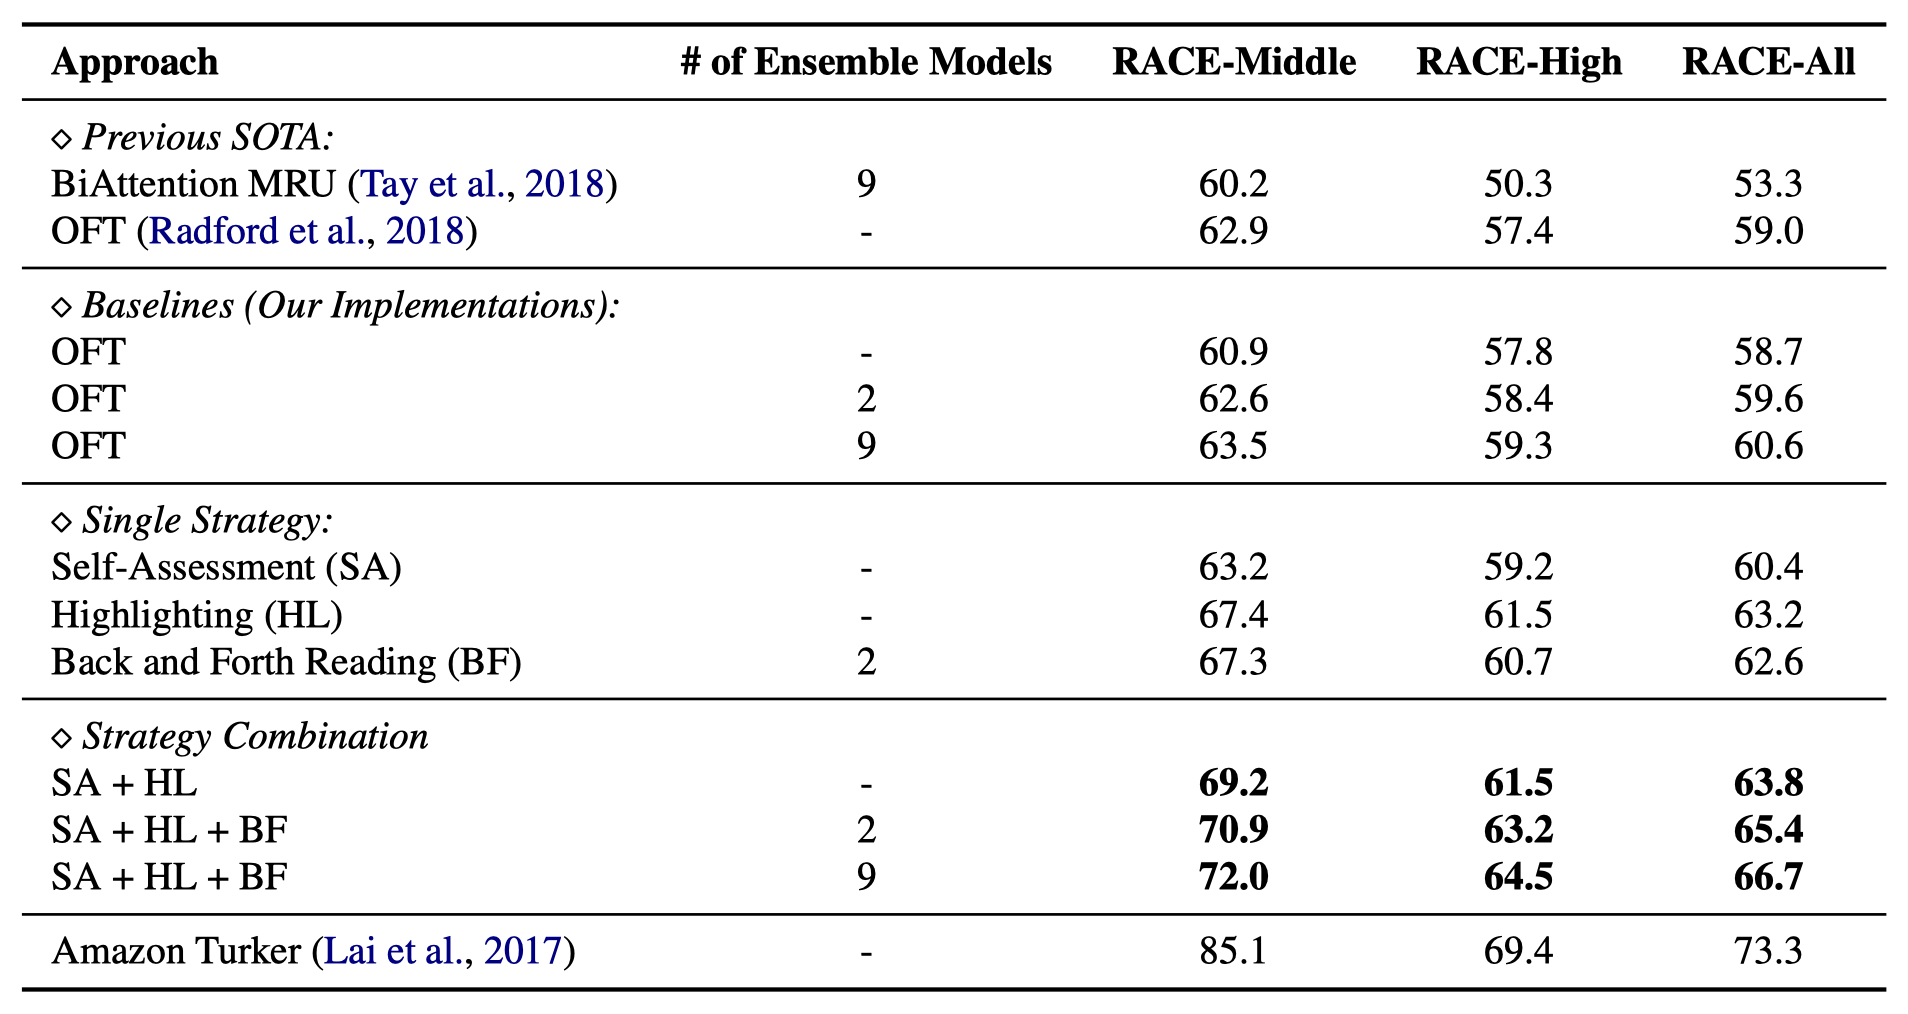 Approach # of Ensemble Models RACE-Middle RACE-High RACE-All
◇ Previous SOTA:
BiAttention MRU (Tay et al., 2018) 9 60.2 50.3 53.3
OFT (Radford et al., 2018) - 62.9 57.4 59.0
◇ Baselines (Our Implementations):
OFT - 60.9 57.8 58.7
OFT 2 62.6 58.4 59.6
OFT 9 63.5 59.3 60.6
◇ Single Strategy:
Self-Assessment (SA) - 63.2 59.2 60.4
Highlighting (HL) - 67.4 61.5 63.2
Back and Forth Reading (BF) 2 67.3 60.7 62.6
◇ Strategy Combination
SA + HL - 69.2 61.5 63.8
SA + HL + BF 2 70.9 63.2 65.4
SA + HL + BF 9 72.0 64.5 66.7
Amazon Turker (Lai et al., 2017) - 85.1 69.4 73.3